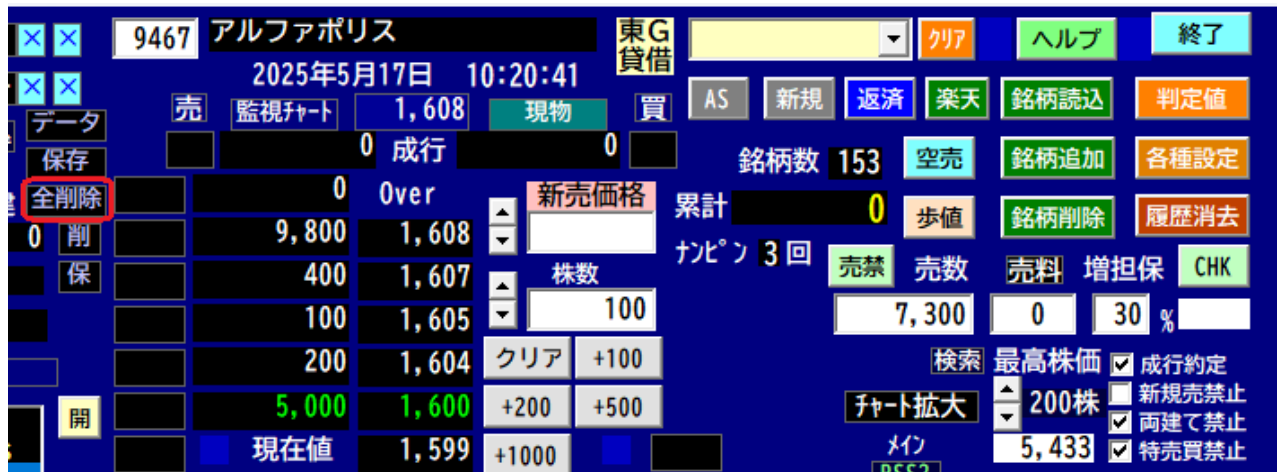 × × 9467 アルファポリス 東G クリア ヘルプ 終了
貸借
2025年5月17日 10:20:41
× × 売 監視ﾁｬｰﾄ 1,608 現物 買 AS 新規 返済 楽天 銘柄読込 判定値
データ
0 成行 0
保存 銘柄数 153 空売 銘柄追加 各種設定
全削除 0 Over 新売価格 累計 0 歩値 銘柄削除 履歴消去
0 削 9,800 1,608
ﾅﾝﾋﾟﾝ 3回
保 400 1,607 株数 売禁 売数 売料 増担保 CHK
100 1,605 100 7,300 0 30 %
200 1,604 クリア +100 検索 最高株価 成行約定
新規売禁止
開 5,000 1,600 +200 +500 ﾁｬｰﾄ拡大 200株
両建て禁止
現在値 1,599 +1000 ﾒｲﾝ 5,433 特売買禁止